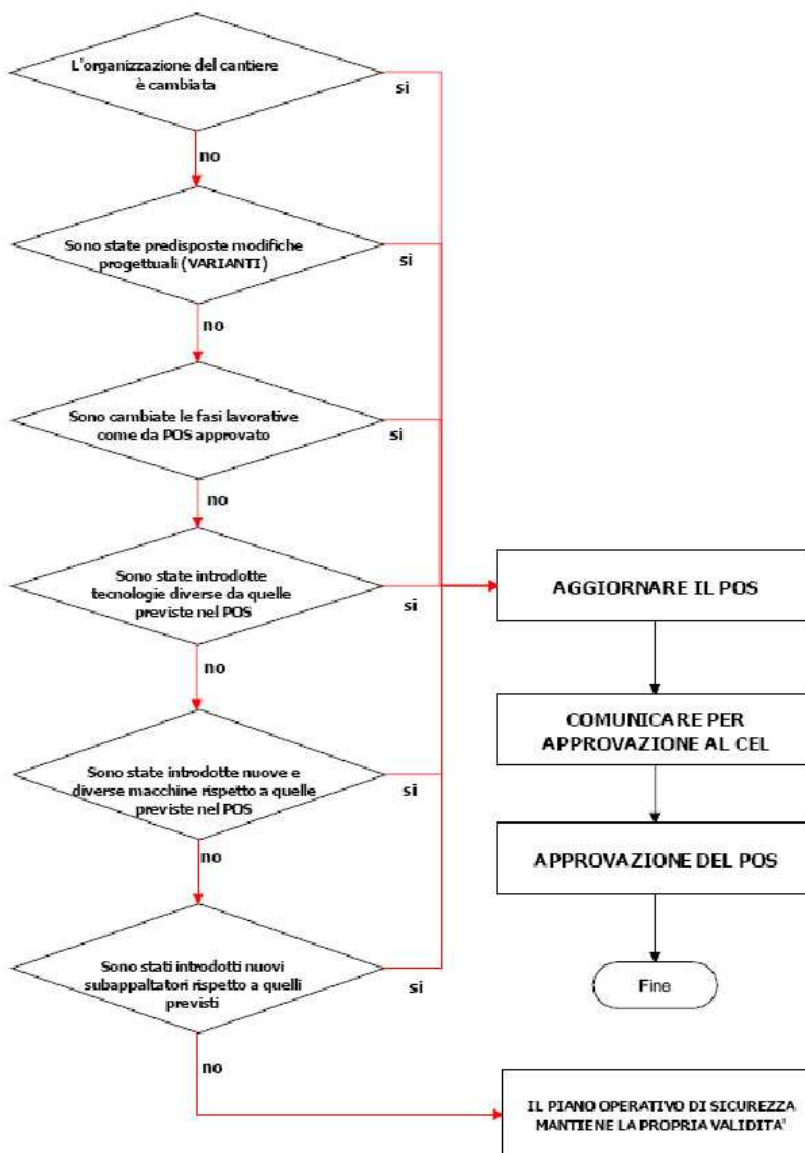 L'organizzazione del cantiere
è cambiata
si
no
Sono state predisposte modifiche
progettuali (VARIANTI)
si
no
Sono cambiate le fasi lavorative
come da POS approvato
si
no
Sono state introdotte
tecnologie diverse da quelle
previste nel POS
si
no
AGGIORNARE IL POS
COMUNICARE PER
APPROVAZIONE AL CEL
Sono state introdotte nuove e
diverse macchine rispetto a quelle
previste nel POS
si
no
APPROVAZIONE DEL POS
Sono stati introdotti nuovi
subappaltatori rispetto a quelli
previsti
si
no
Fine
IL PIANO OPERATIVO DI SICUREZZA
MANTIENE LA PROPRIA VALIDITA'